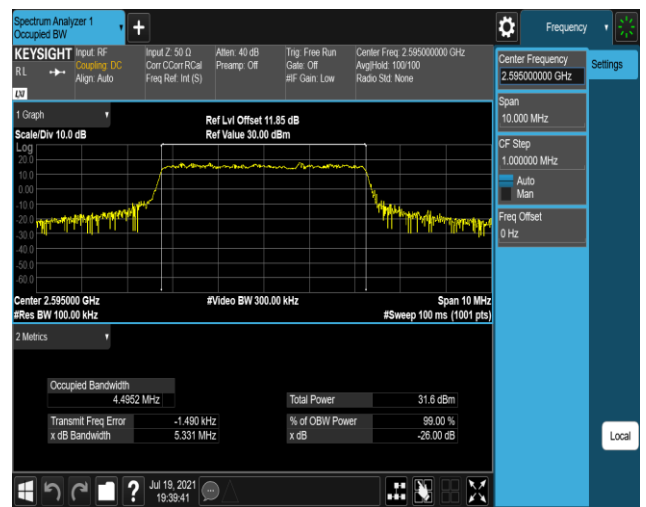 Spectrum Analyzer 1
Occupied BW
+
Frequency
KEYSIGHT Input: RF
RL Coupling: DC
Align: Auto
LXI
Input Z: 50 Ω
Corr CCorr RCal
Freq Ref: Int (S)
Atten: 40 dB
Preamp: Off
Trig: Free Run
Gate: Off
#IF Gain: Low
Center Freq: 2.595000000 GHz
Avg|Hold: 100/100
Radio Std: None
Center Frequency
2.595000000 GHz
Settings
Span
10.000 MHz
CF Step
1.000000 MHz
Auto
Man
Freq Offset
0 Hz
Local
1 Graph
Scale/Div 10.0 dB
Ref Lvl Offset 11.85 dB
Ref Value 30.00 dBm
Log
20.0
10.0
0.00
-10.0
-20.0
-30.0
-40.0
-50.0
-60.0
Center 2.595000 GHz
#Video BW 300.00 kHz
Span 10 MHz
#Res BW 100.00 kHz
#Sweep 100 ms (1001 pts)
2 Metrics
Occupied Bandwidth
4.4952 MHz
Total Power 31.6 dBm
Transmit Freq Error -1.490 kHz
% of OBW Power 99.00 %
x dB Bandwidth 5.331 MHz
x dB -26.00 dB
?
Jul 19, 2021
19:39:41